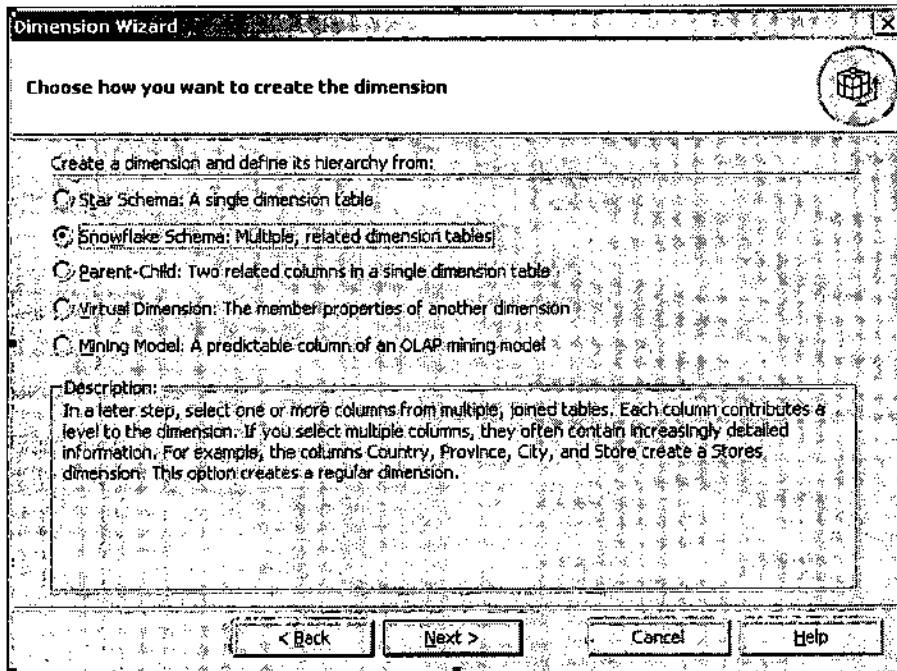 Dimension Wizard
Choose how you want to create the dimension
Create a dimension and define its hierarchy from:
Star Schema: A single dimension table
Snowflake Schema: Multiple, related dimension tables
Parent-Child: Two related columns in a single dimension table
Virtual Dimension: The member properties of another dimension
Mining Model: A predictable column of an OLAP mining model
Description:
In a later step, select one or more columns from multiple, joined tables. Each column contributes a
level to the dimension. If you select multiple columns, they often contain increasingly detailed
information. For example, the columns Country, Province, City, and Store create a Stores
dimension. This option creates a regular dimension.
< Back
Next >
Cancel
Help